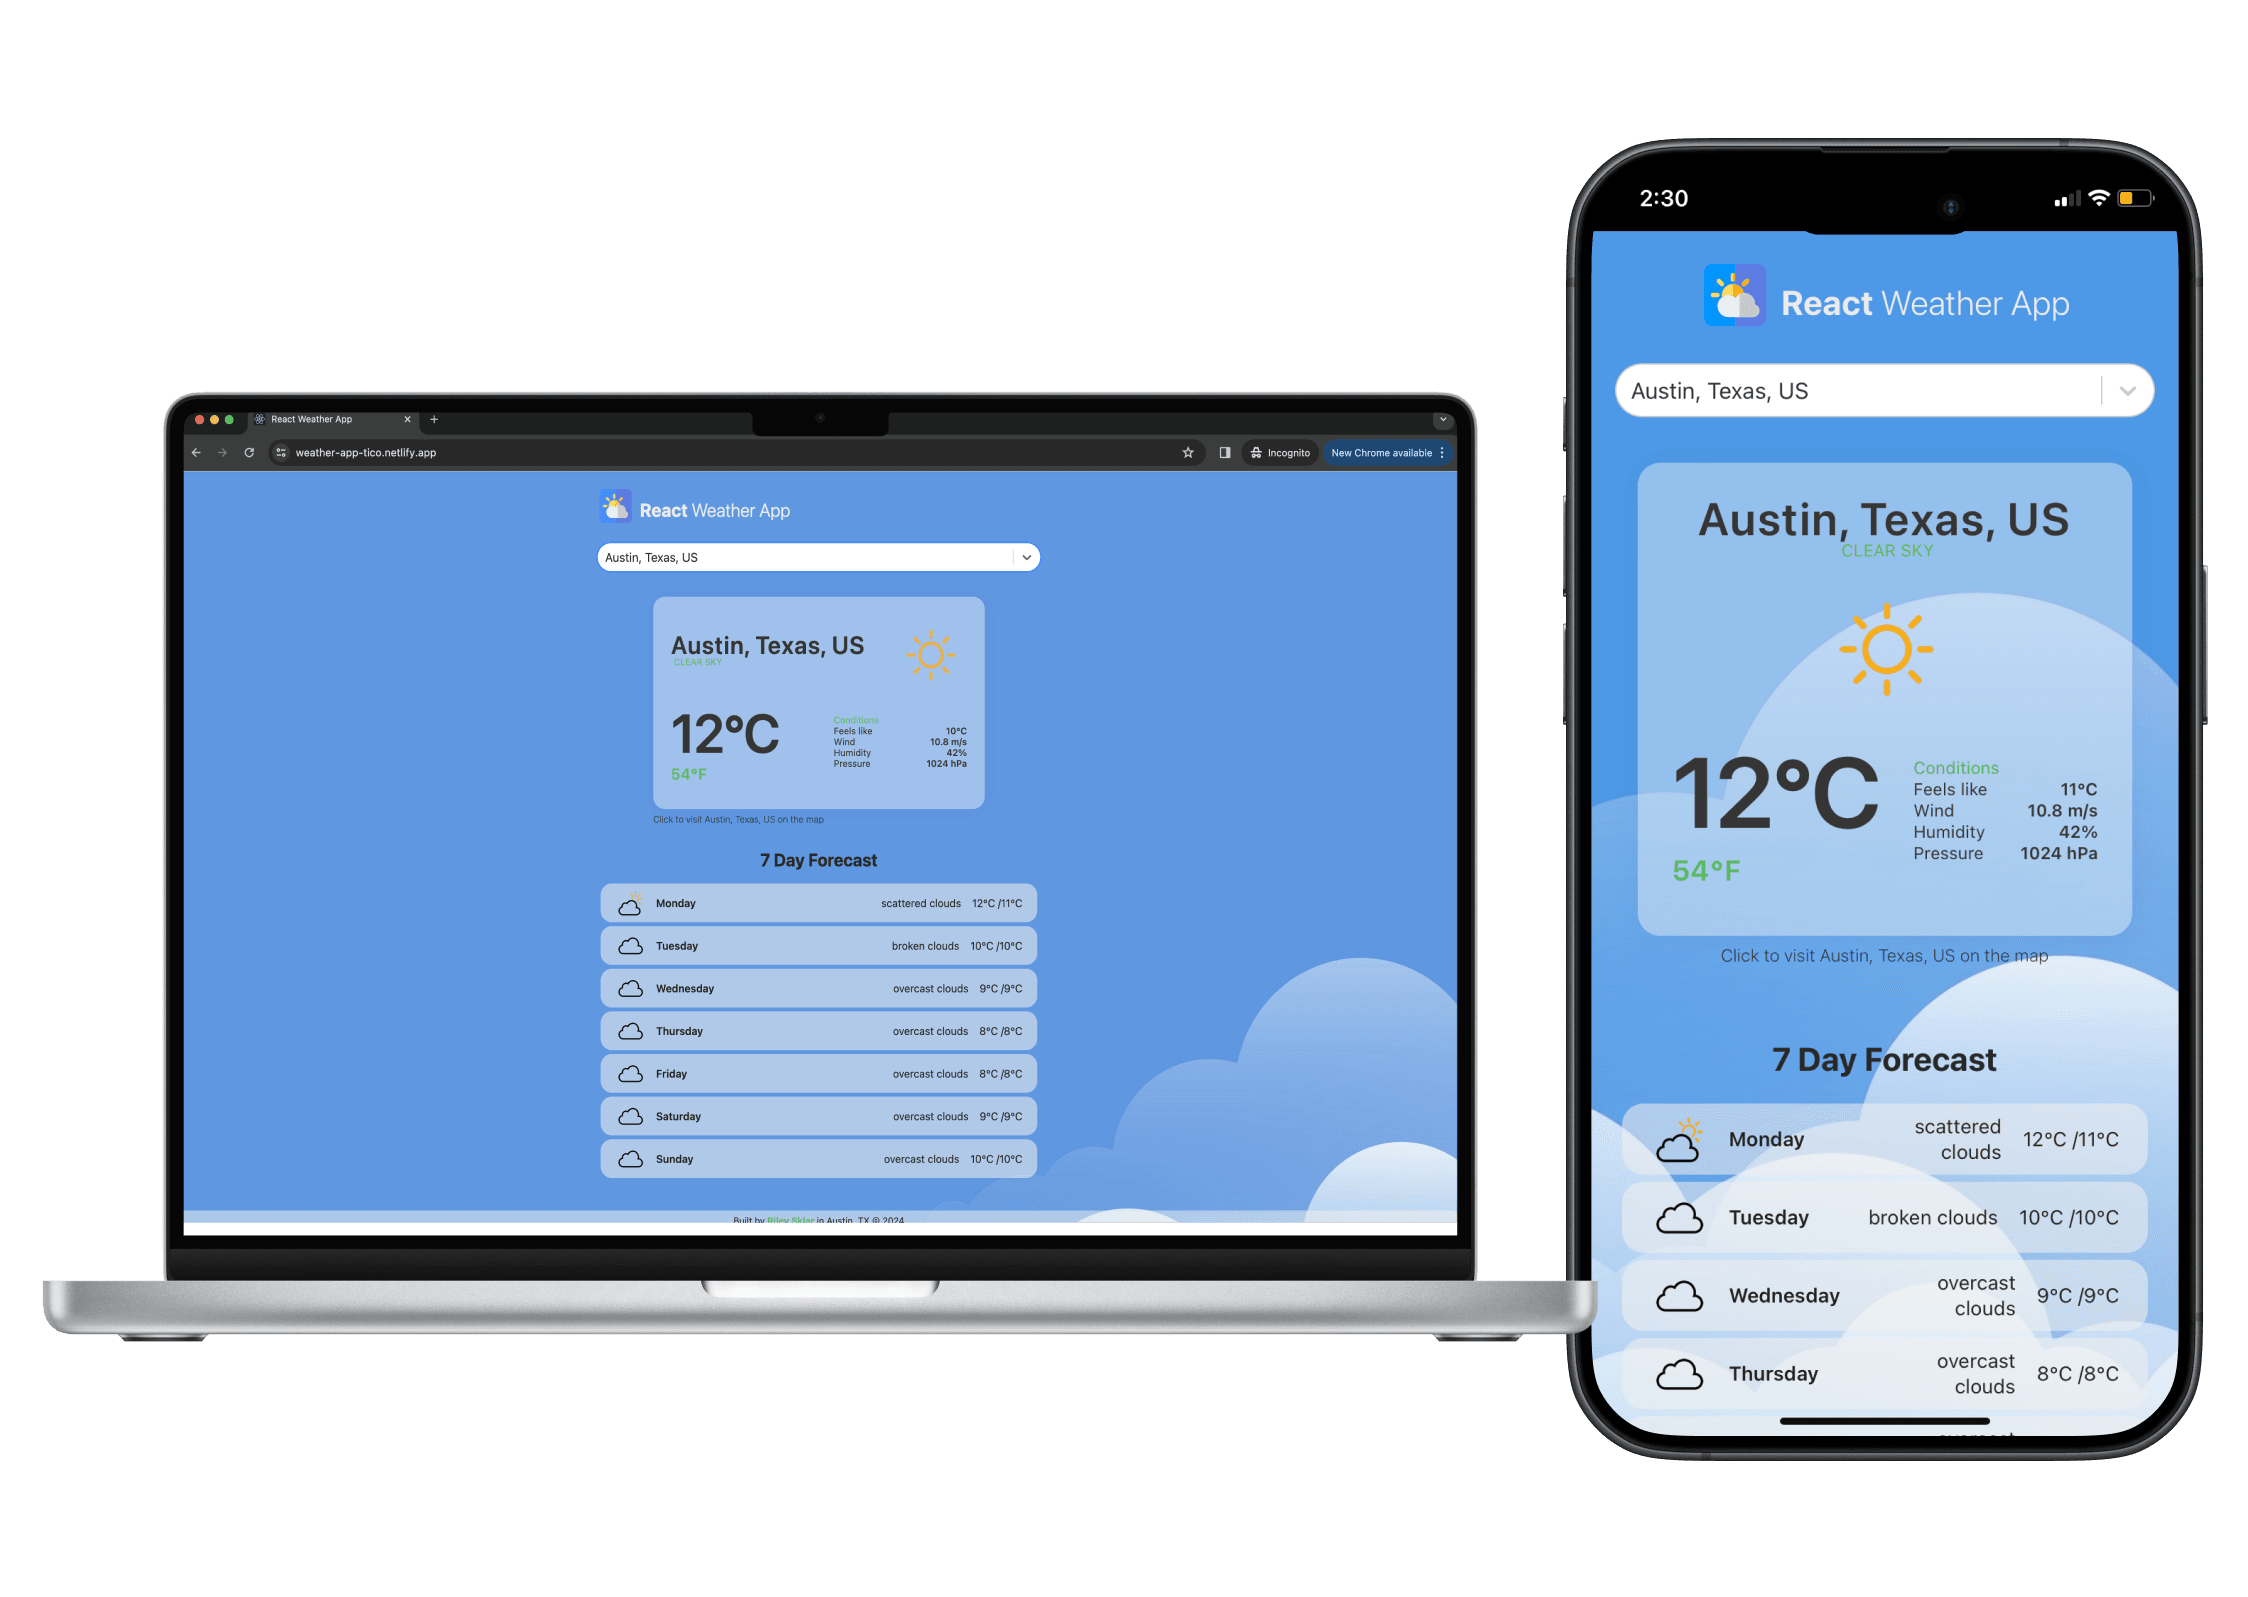 React Weather App
weather-app-tico.netlify.app
Incognito
New Chrome available
React Weather App
Austin, Texas, US
Austin, Texas, US
CLEAR SKY
12°C
54°F
Conditions
Feels like 10°C
Wind 10.8 m/s
Humidity 42%
Pressure 1024 hPa
Click to visit Austin, Texas, US on the map
7 Day Forecast
Monday scattered clouds 12°C /11°C
Tuesday broken clouds 10°C /10°C
Wednesday overcast clouds 9°C /9°C
Thursday overcast clouds 8°C /8°C
Friday overcast clouds 8°C /8°C
Saturday overcast clouds 9°C /9°C
Sunday overcast clouds 10°C /10°C
Built by Riley Sklar in Austin, TX © 2024
2:30
React Weather App
Austin, Texas, US
Austin, Texas, US
CLEAR SKY
12°C
54°F
Conditions
Feels like 11°C
Wind 10.8 m/s
Humidity 42%
Pressure 1024 hPa
Click to visit Austin, Texas, US on the map
7 Day Forecast
Monday scattered clouds 12°C /11°C
Tuesday broken clouds 10°C /10°C
Wednesday overcast clouds 9°C /9°C
Thursday overcast clouds 8°C /8°C